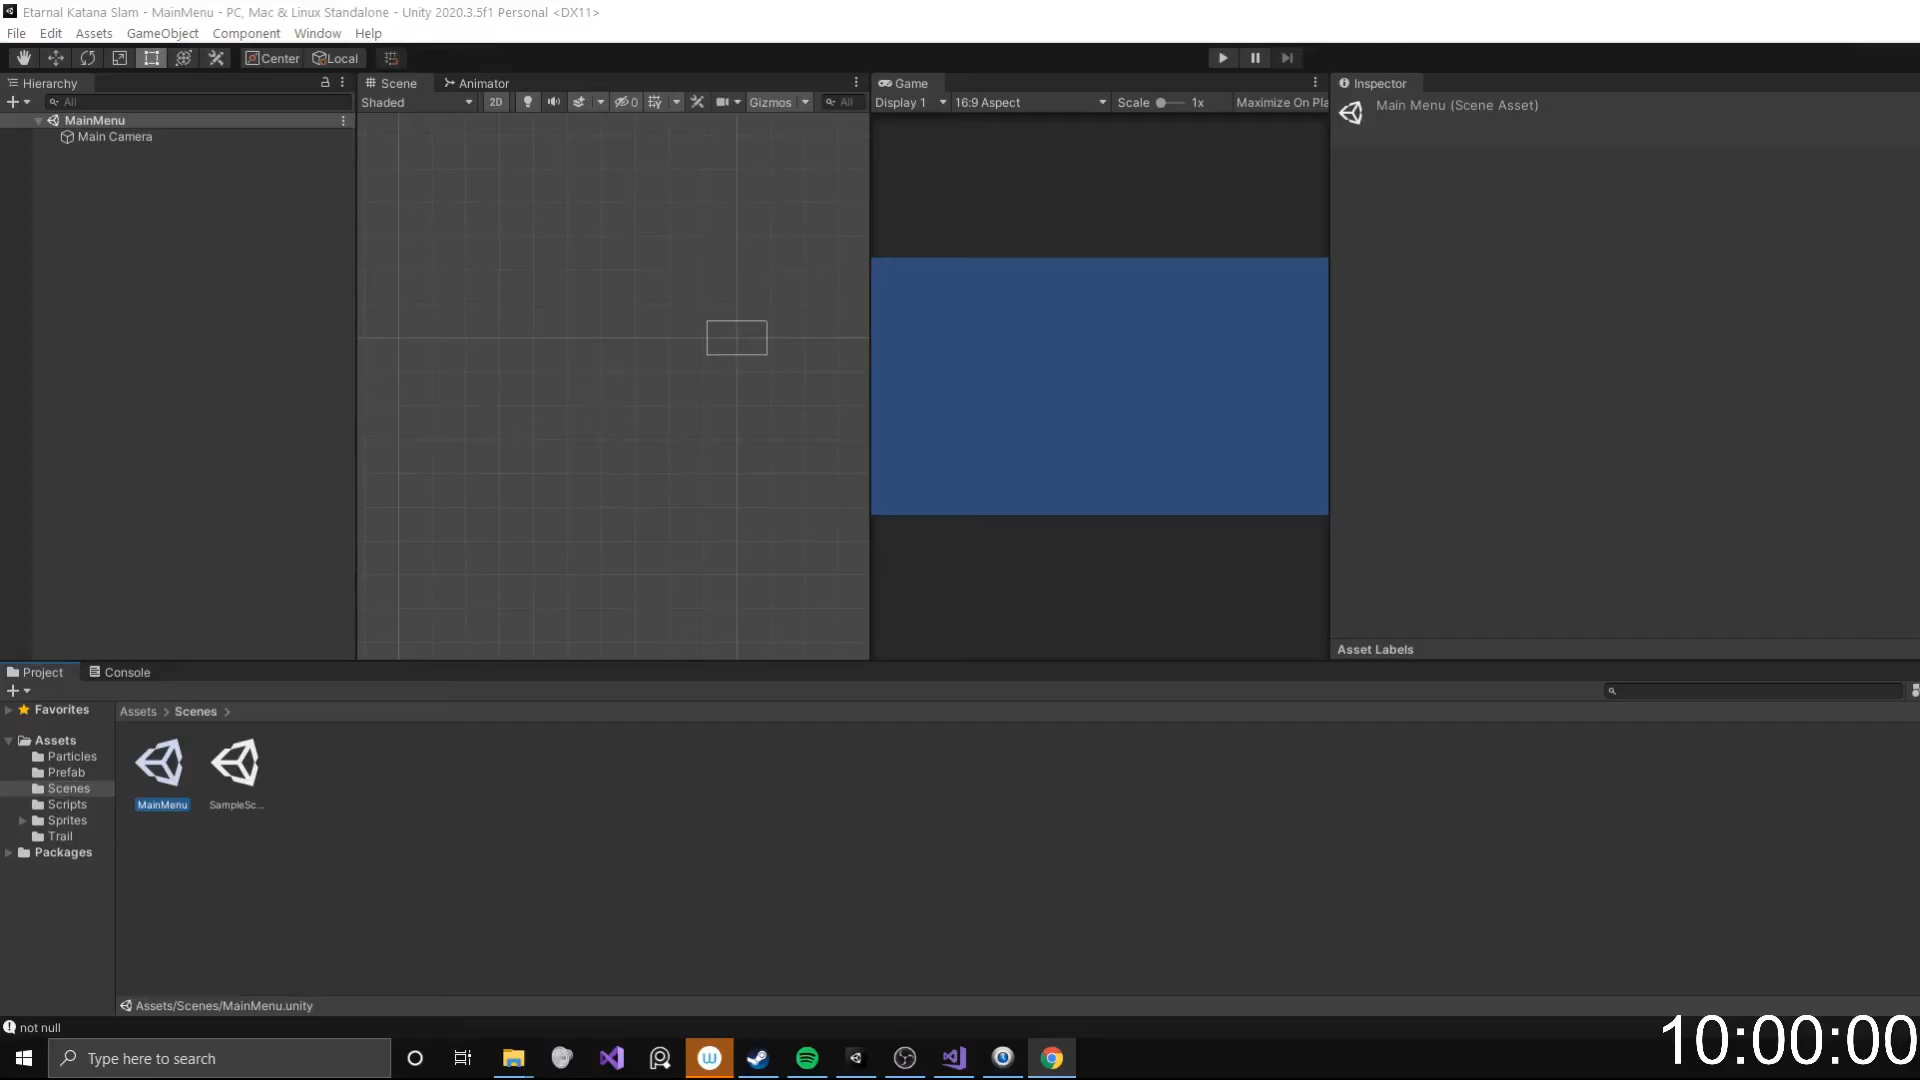 Etarnal Katana Slam - MainMenu - PC, Mac & Linux Standalone - Unity 2020.3.5f1 Personal <DX11>
File Edit Assets GameObject Component Window Help
Center Local
Hierarchy
All
MainMenu
Main Camera
Scene Animator
Shaded 2D 0 Gizmos All
Game
Display 1 16:9 Aspect Scale 1x Maximize On Pla
Inspector
Main Menu (Scene Asset)
Asset Labels
Project Console
Favorites
Assets
Particles
Prefab
Scenes
Scripts
Sprites
Trail
Packages
Assets > Scenes >
MainMenu SampleSc...
Assets/Scenes/MainMenu.unity
not null
Type here to search
10:00:00